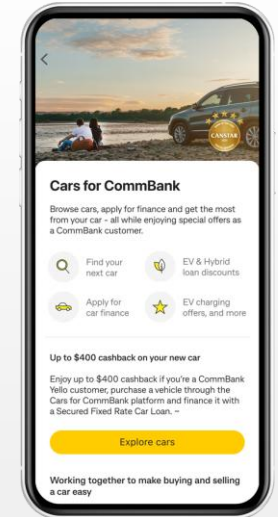 CANSTAR
Cars for CommBank
Browse cars, apply for finance and get the most
from your car – all while enjoying special offers as
a CommBank customer.
Find your
next car
EV & Hybrid
loan discounts
Apply for
car finance
EV charging
offers, and more
Up to $400 cashback on your new car
Enjoy up to $400 cashback if you're a CommBank
Yello customer, purchase a vehicle through the
Cars for CommBank platform and finance it with
a Secured Fixed Rate Car Loan. ~
Explore cars
Working together to make buying and selling
a car easy